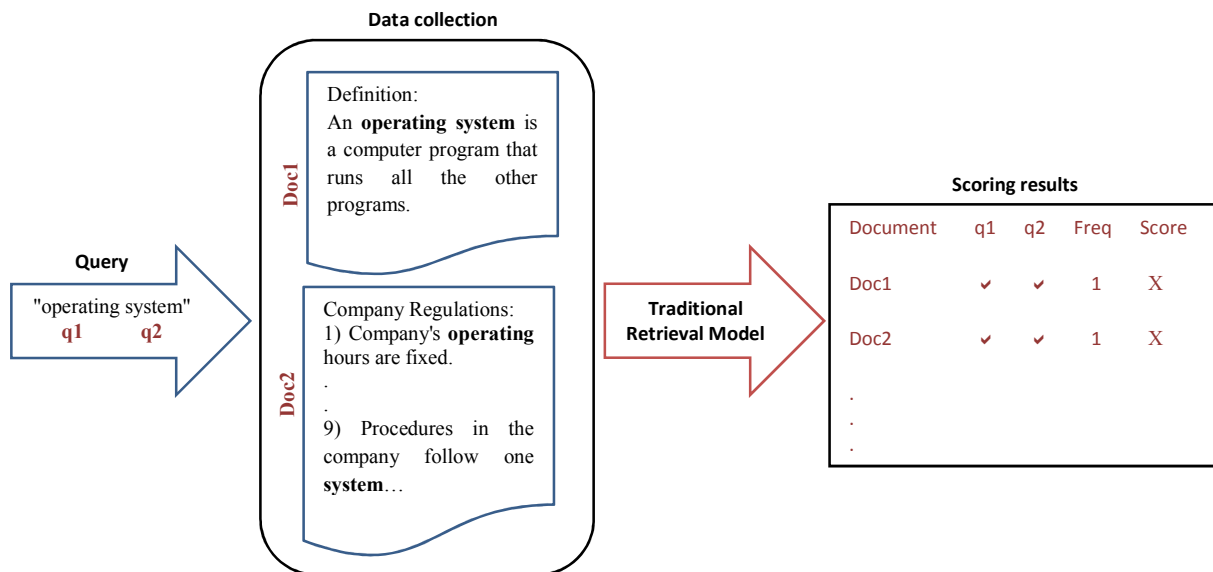 Data collection
Query
"operating system"
q1 q2
Doc1
Definition:
An operating system is
a computer program that
runs all the other
programs.
Doc2
Company Regulations:
1) Company's operating
hours are fixed.
.
.
9) Procedures in the
company follow one
system…
Traditional
Retrieval Model
Scoring results
Document q1 q2 Freq Score
Doc1 ✓ ✓ 1 X
Doc2 ✓ ✓ 1 X
.
.
.